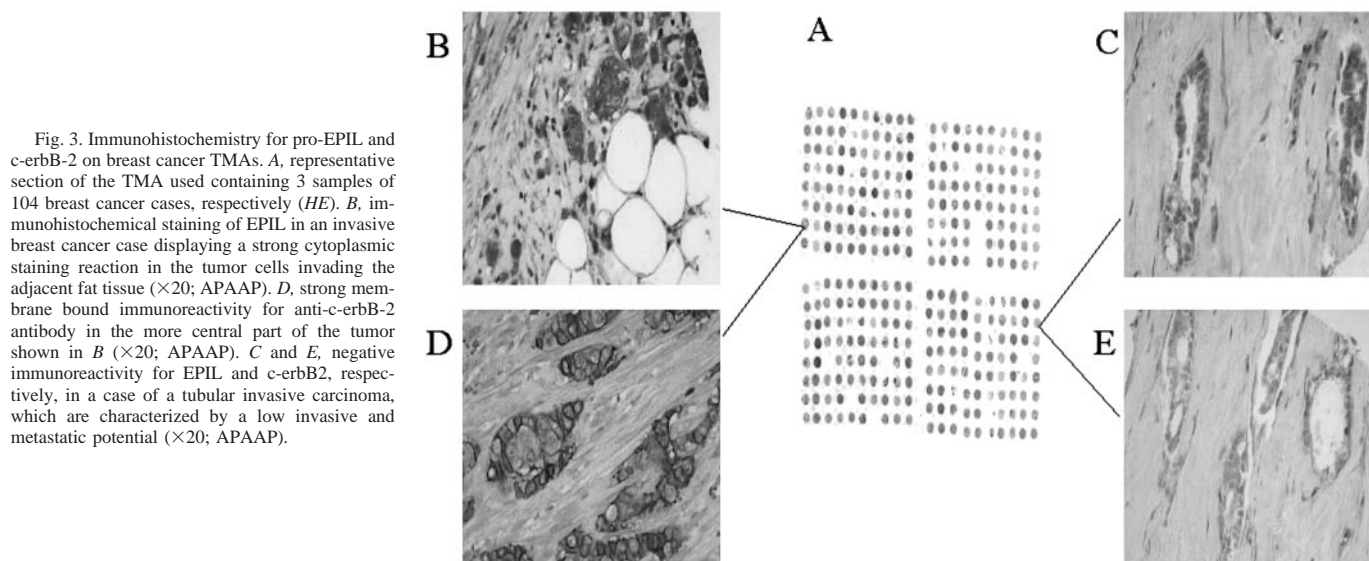 Fig. 3. Immunohistochemistry for pro-EPIL and
c-erbB-2 on breast cancer TMAs. A, representative
section of the TMA used containing 3 samples of
104 breast cancer cases, respectively (HE). B, im-
munohistochemical staining of EPIL in an invasive
breast cancer case displaying a strong cytoplasmic
staining reaction in the tumor cells invading the
adjacent fat tissue (×20; APAAP). D, strong mem-
brane bound immunoreactivity for anti-c-erbB-2
antibody in the more central part of the tumor
shown in B (×20; APAAP). C and E, negative
immunoreactivity for EPIL and c-erbB2, respec-
tively, in a case of a tubular invasive carcinoma,
which are characterized by a low invasive and
metastatic potential (×20; APAAP).
B
A
C
D
E